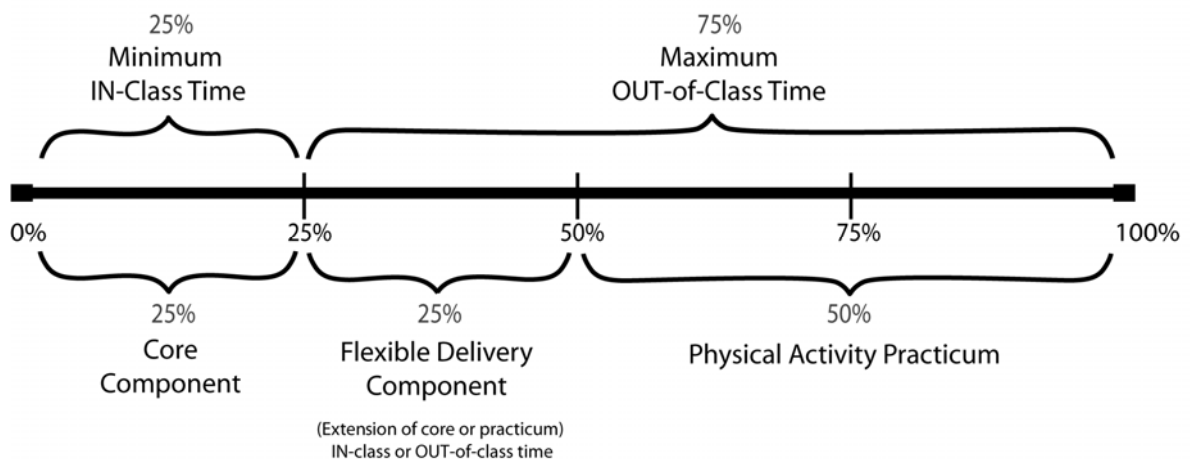 25%
Minimum
IN-Class Time
75%
Maximum
OUT-of-Class Time
0%
25%
50%
75%
100%
25%
Core
Component
25%
Flexible Delivery
Component
(Extension of core or practicum)
IN-class or OUT-of-class time
50%
Physical Activity Practicum